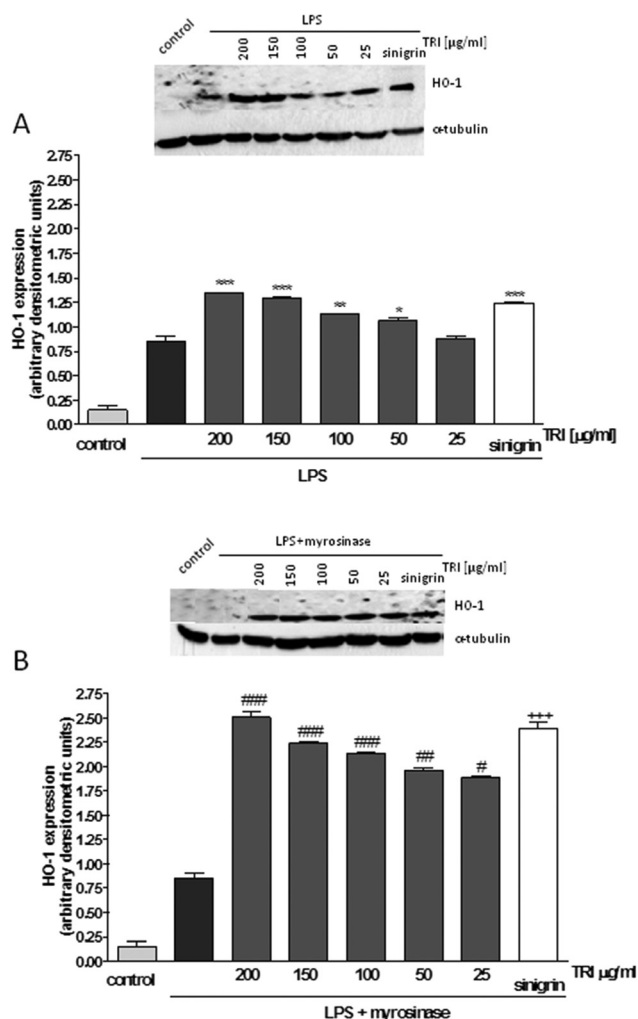 LPS
control
TRI [µg/ml]
200 150 100 50 25 sinigrin
HO-1
α-tubulin
A
HO-1 expression
(arbitrary densitometric units)
2.75
2.50
2.25
2.00
1.75
1.50
1.25
1.00
0.75
0.50
0.25
0.00
*** *** ** * ***
control 200 150 100 50 25 sinigrin TRI [µg/ml]
LPS
LPS+myrosinase
control
200 150 100 50 25 sinigrin TRI [µg/ml]
HO-1
α-tubulin
B
HO-1 expression
(arbitrary densitometric units)
2.75
2.50
2.25
2.00
1.75
1.50
1.25
1.00
0.75
0.50
0.25
0.00
### ### ### ## # +++
control 200 150 100 50 25 sinigrin TRI µg/ml]
LPS + myrosinase